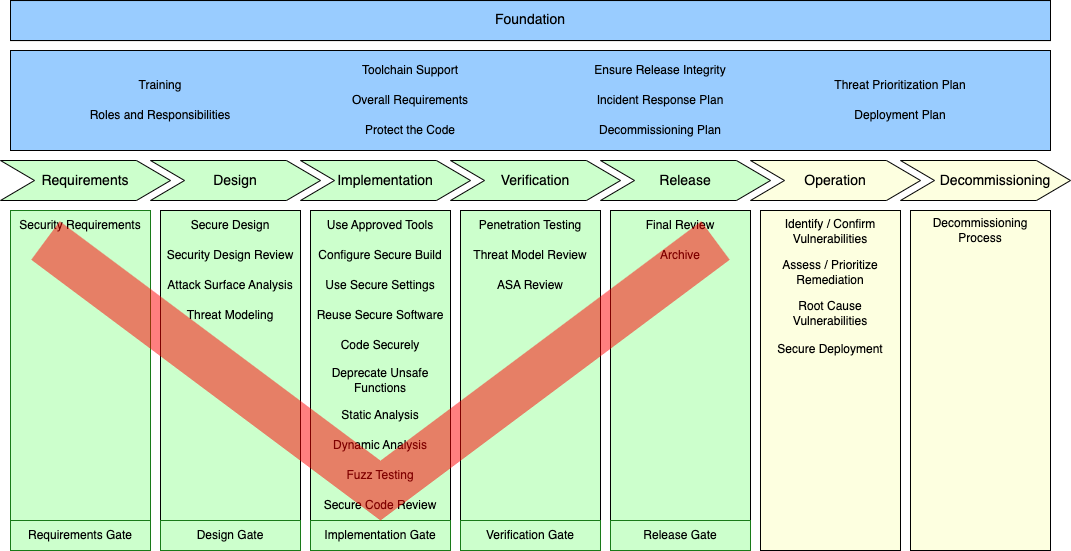 Foundation
Training
Roles and Responsibilities
Toolchain Support
Overall Requirements
Protect the Code
Ensure Release Integrity
Incident Response Plan
Decommissioning Plan
Threat Prioritization Plan
Deployment Plan
Requirements
Design
Implementation
Verification
Release
Operation
Decommissioning
Security Requirements
Requirements Gate
Secure Design
Security Design Review
Attack Surface Analysis
Threat Modeling
Design Gate
Use Approved Tools
Configure Secure Build
Use Secure Settings
Reuse Secure Software
Code Securely
Deprecate Unsafe
Functions
Static Analysis
Dynamic Analysis
Fuzz Testing
Secure Code Review
Implementation Gate
Penetration Testing
Threat Model Review
ASA Review
Verification Gate
Final Review
Archive
Release Gate
Identify / Confirm
Vulnerabilities
Assess / Prioritize
Remediation
Root Cause
Vulnerabilities
Secure Deployment
Decommissioning
Process